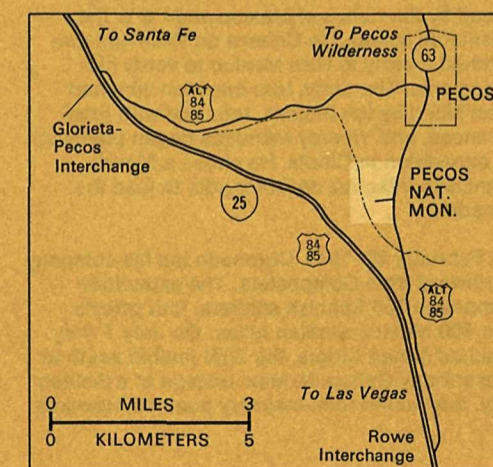 To Santa Fe
To Pecos
Wilderness
63
ALT
84
85
PECOS
Glorieta-
Pecos
Interchange
PECOS
NAT.
MON.
25
84
85
ALT
84
85
To Las Vegas
0 MILES 3
0 KILOMETERS 5
Rowe
Interchange